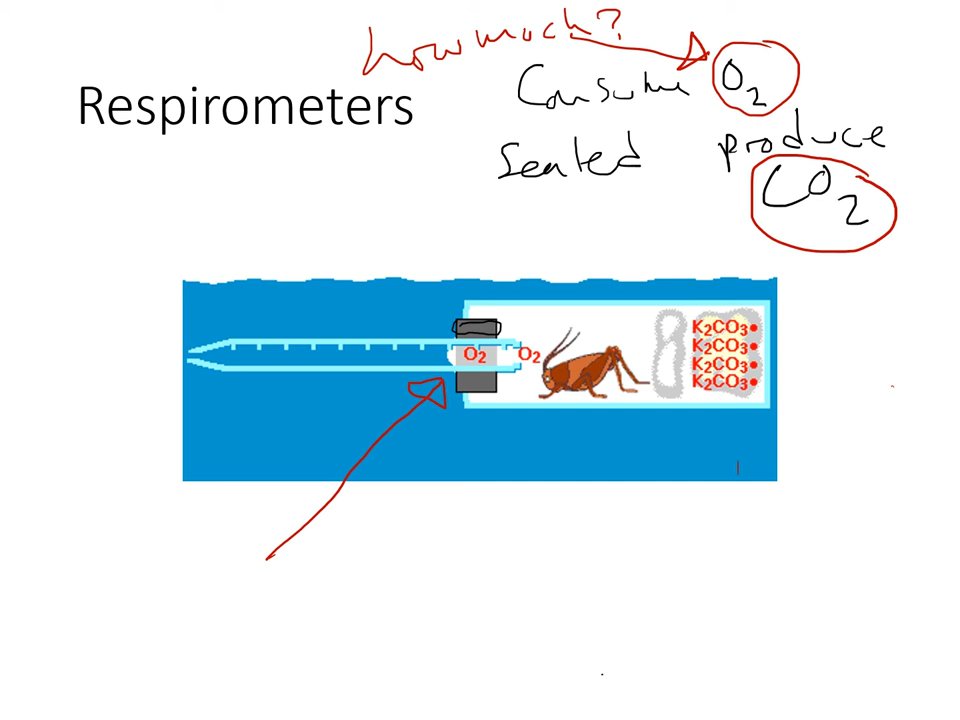 how much?
Consume O2
Respirometers
Sealed produce
CO2
K2CO3•
O2 O2 K2CO3•
K2CO3•
K2CO3•